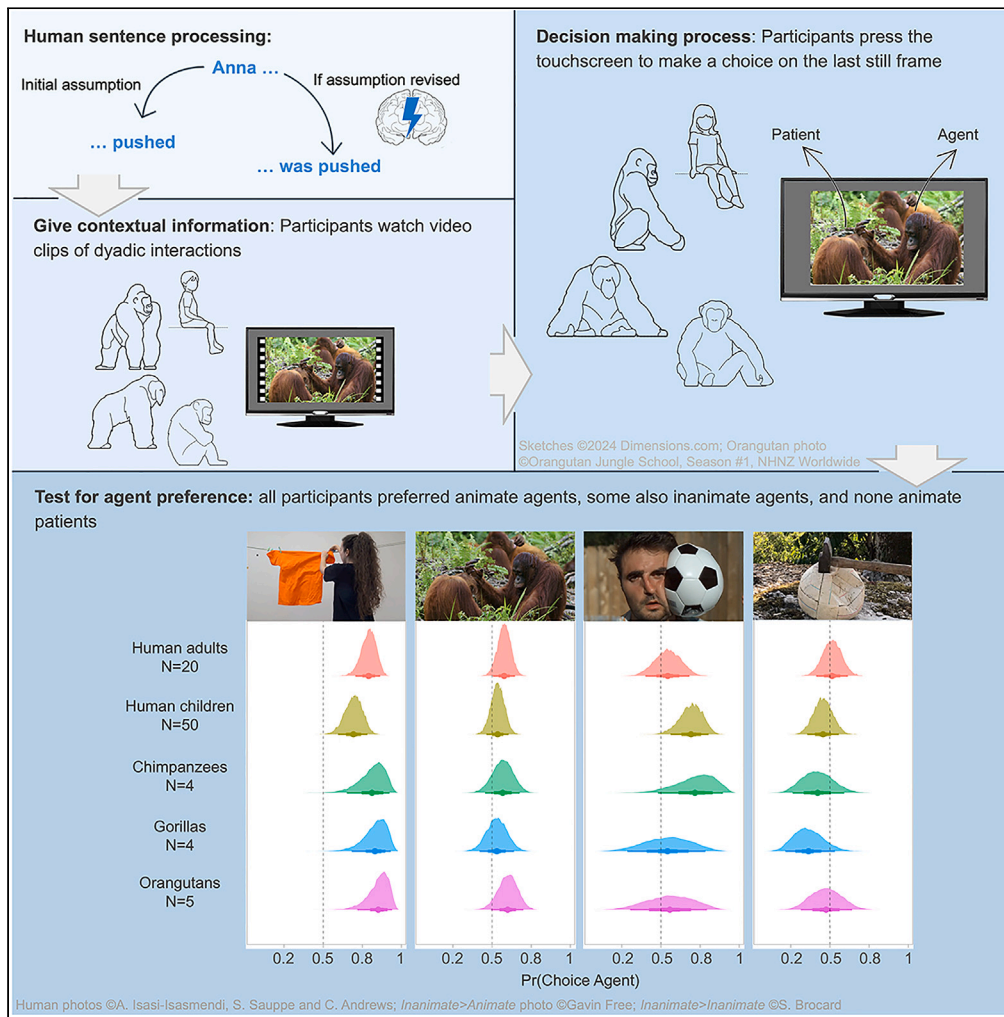 Human sentence processing:
Anna ...
Initial assumption
If assumption revised
... pushed
... was pushed
Give contextual information: Participants watch video
clips of dyadic interactions
Decision making process: Participants press the
touchscreen to make a choice on the last still frame
Patient
Agent
Sketches ©2024 Dimensions.com; Orangutan photo
©Orangutan Jungle School, Season #1, NHNZ Worldwide
Test for agent preference: all participants preferred animate agents, some also inanimate agents, and none animate
patients
Human adults
N=20
Human children
N=50
Chimpanzees
N=4
Gorillas
N=4
Orangutans
N=5
0.2 0.5 0.8 1 0.2 0.5 0.8 1 0.2 0.5 0.8 1 0.2 0.5 0.8 1
Pr(Choice Agent)
Human photos ©A. Isasi-Isasmendi, S. Sauppe and C. Andrews; Inanimate>Animate photo ©Gavin Free; Inanimate>Inanimate ©S. Brocard